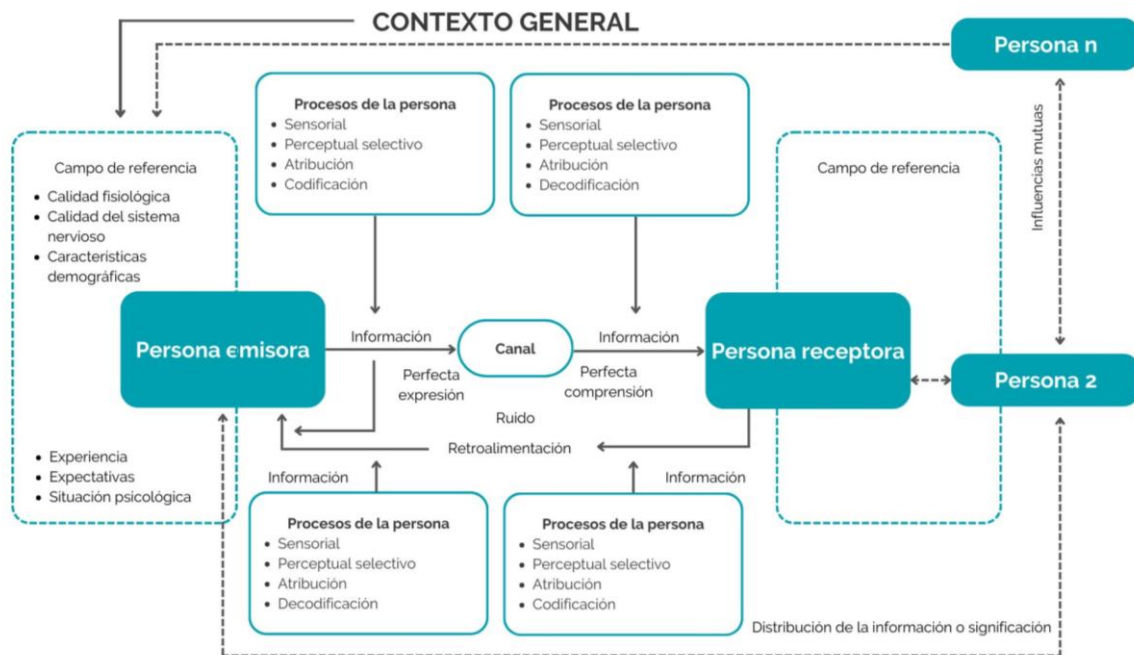 CONTEXTO GENERAL
Persona n
Campo de referencia
• Calidad fisiológica
• Calidad del sistema
nervioso
• Características
demográficas
Procesos de la persona
• Sensorial
• Perceptual selectivo
• Atribución
• Codificación
Procesos de la persona
• Sensorial
• Perceptual selectivo
• Atribución
• Decodificación
Campo de referencia
Influencias mutuas
Persona emisora
Información
Perfecta
expresión
Canal
Información
Perfecta
comprensión
Persona receptora
Persona 2
Ruido
Retroalimentación
• Experiencia
• Expectativas
• Situación psicológica
Información
Información
Procesos de la persona
• Sensorial
• Perceptual selectivo
• Atribución
• Decodificación
Procesos de la persona
• Sensorial
• Perceptual selectivo
• Atribución
• Codificación
Distribución de la información o significación